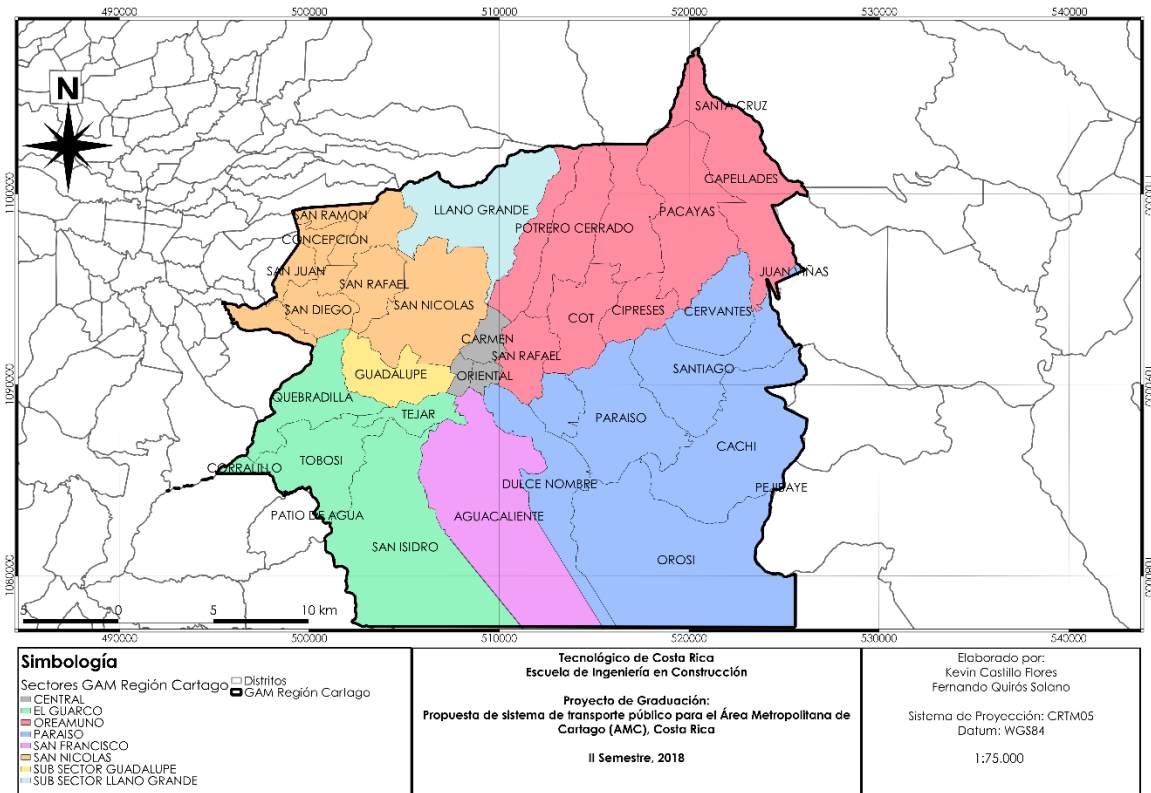 490000 500000 510000 520000 530000 540000
N
SANTA CRUZ
CAPELLADES
1100000 1100000
LLANO GRANDE
PACAYAS
SAN RAMON
POTRERO CERRADO
CONCEPCIÓN
SAN JUAN
JUAN VIÑAS
SAN RAFAEL
SAN NICOLAS
SAN DIEGO
CIPRESES
CERVANTES
COT
CARMEN
SAN RAFAEL
SANTIAGO
GUADALUPE
ORIENTAL
1090000 1090000
QUEBRADILLA
TEJAR
PARAISO
CACHI
TOBOSI
CORRALILLO
DULCE NOMBRE
PEJIBAYE
PATIO DE AGUA
AGUACALIENTE
SAN ISIDRO
OROSI
1080000 1080000
5 0 5 10 km
490000 500000 510000 520000 530000 540000
Simbología
Sectores GAM Región Cartago
CENTRAL
EL GUARCO
OREAMUNO
PARAISO
SAN FRANCISCO
SAN NICOLAS
SUB SECTOR GUADALUPE
SUB SECTOR LLANO GRANDE
Distritos
GAM Región Cartago
Tecnológico de Costa Rica
Escuela de Ingeniería en Construcción
Proyecto de Graduación:
Propuesta de sistema de transporte público para el Área Metropolitana de
Cartago (AMC), Costa Rica
II Semestre, 2018
Elaborado por:
Kevin Castillo Flores
Fernando Quirós Solano
Sistema de Proyección: CRTM05
Datum: WGS84
1:75.000